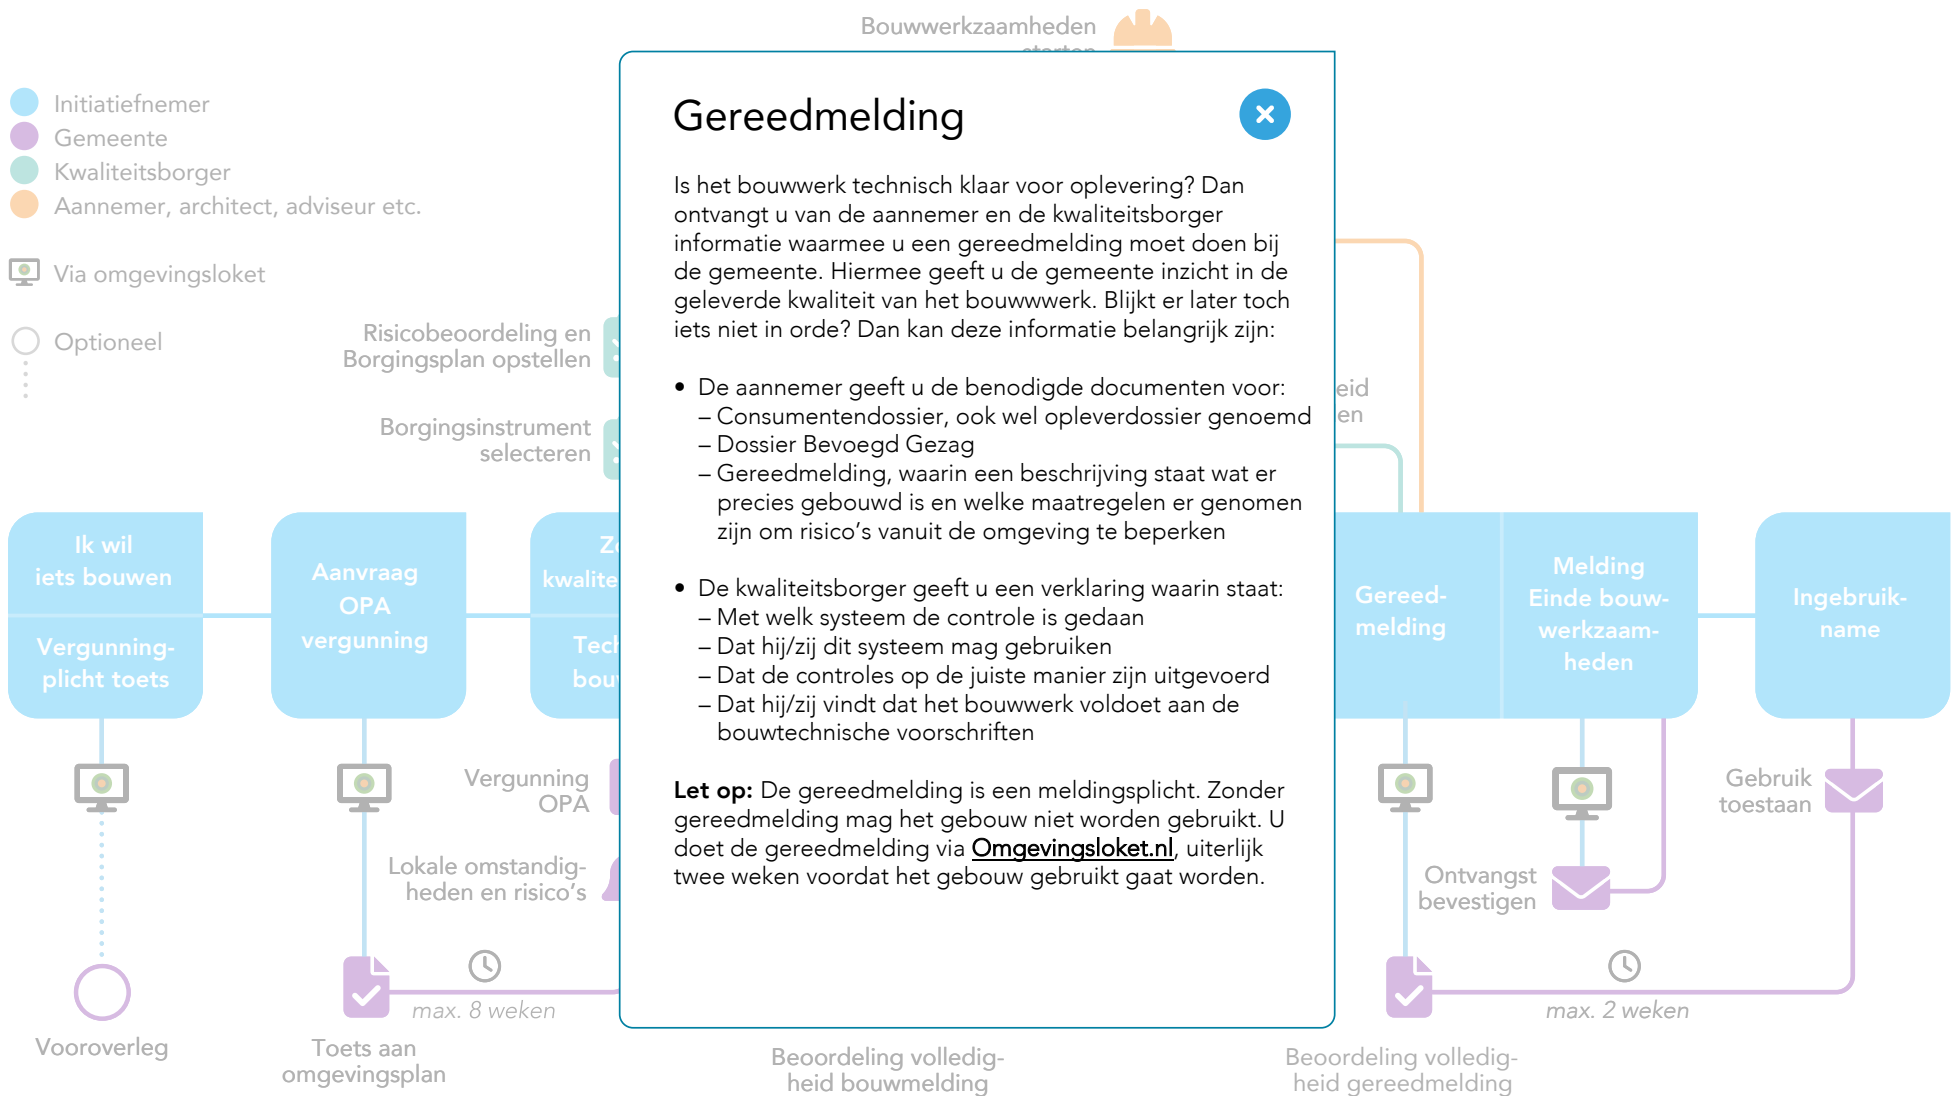 Bouwwerkzaamheden
starten
Initiatiefnemer
Gemeente
Kwaliteitsborger
Aannemer, architect, adviseur etc.
Via omgevingsloket
Optioneel
Risicobeoordeling en
Borgingsplan opstellen
Borgingsinstrument
selecteren
Gereedmelding
Is het bouwwerk technisch klaar voor oplevering? Dan
ontvangt u van de aannemer en de kwaliteitsborger
informatie waarmee u een gereedmelding moet doen bij
de gemeente. Hiermee geeft u de gemeente inzicht in de
geleverde kwaliteit van het bouwwwerk. Blijkt er later toch
iets niet in orde? Dan kan deze informatie belangrijk zijn:
• De aannemer geeft u de benodigde documenten voor:
– Consumentendossier, ook wel opleverdossier genoemd
– Dossier Bevoegd Gezag
– Gereedmelding, waarin een beschrijving staat wat er
precies gebouwd is en welke maatregelen er genomen
zijn om risico's vanuit de omgeving te beperken
• De kwaliteitsborger geeft u een verklaring waarin staat:
– Met welk systeem de controle is gedaan
– Dat hij/zij dit systeem mag gebruiken
– Dat de controles op de juiste manier zijn uitgevoerd
– Dat hij/zij vindt dat het bouwwerk voldoet aan de
bouwtechnische voorschriften
Let op: De gereedmelding is een meldingsplicht. Zonder
gereedmelding mag het gebouw niet worden gebruikt. U
doet de gereedmelding via Omgevingsloket.nl, uiterlijk
twee weken voordat het gebouw gebruikt gaat worden.
eid
en
Ik wil
iets bouwen
Vergunning-
plicht toets
Aanvraag
OPA
vergunning
kwalite
Tech
bou
Gereed-
melding
Melding
Einde bouw-
werkzaam-
heden
Ingebruik-
name
Vergunning
OPA
Lokale omstandig-
heden en risico's
Gebruik
toestaan
Ontvangst
bevestigen
max. 8 weken
max. 2 weken
Vooroverleg
Toets aan
omgevingsplan
Beoordeling volledig-
heid bouwmelding
Beoordeling volledig-
heid gereedmelding